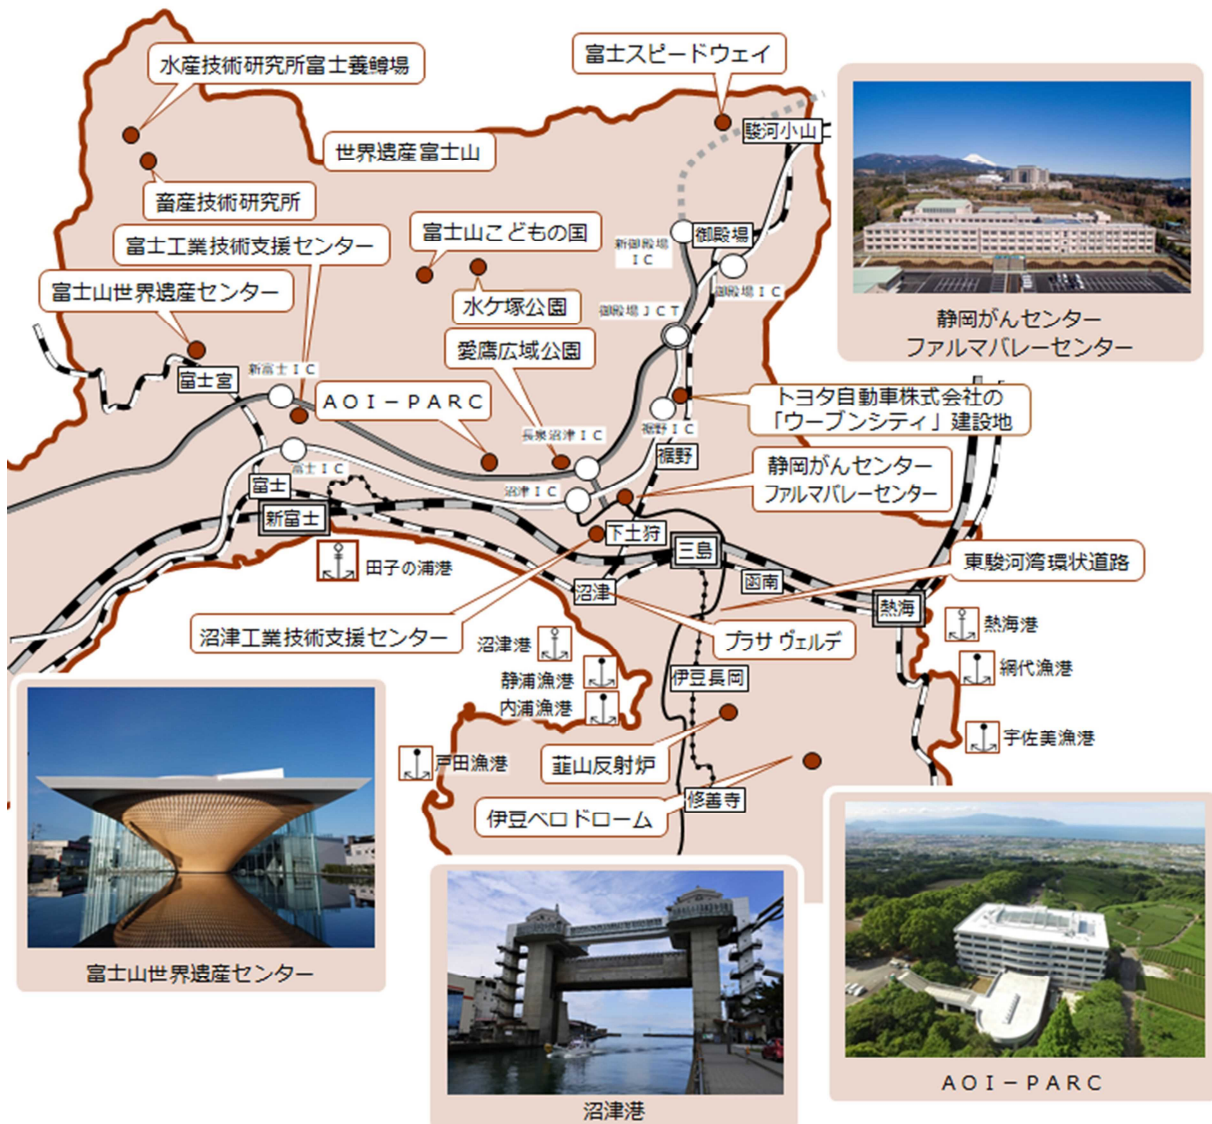 水産技術研究所富士養鱒場
富士スピードウェイ
駿河小山
世界遺産富士山
畜産技術研究所
富士工業技術支援センター
富士山こどもの国
新御殿場
ＩＣ
御殿場
富士山世界遺産センター
水ケ塚公園
御殿場ＩＣ
御殿場ＪＣＴ
愛鷹広域公園
静岡がんセンター
ファルマバレーセンター
新富士ＩＣ
富士宮
ＡＯＩ－ＰＡＲＣ
トヨタ自動車株式会社の
「ウーブンシティ」建設地
長泉沼津ＩＣ
裾野ＩＣ
裾野
富士ＩＣ
静岡がんセンター
ファルマバレーセンター
富士
沼津ＩＣ
新富士
下土狩
三島
田子の浦港
函南
東駿河湾環状道路
沼津
熱海
沼津工業技術支援センター
沼津港
プラサ ヴェルデ
熱海港
静浦漁港
伊豆長岡
網代漁港
内浦漁港
宇佐美漁港
戸田漁港
韮山反射炉
修善寺
伊豆ベロドローム
富士山世界遺産センター
沼津港
ＡＯＩ－ＰＡＲＣ